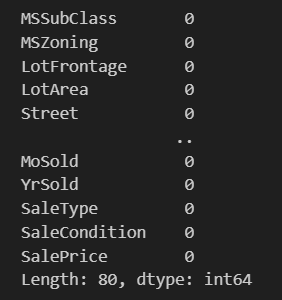 MSSubClass 0
MSZoning 0
LotFrontage 0
LotArea 0
Street 0
..
MoSold 0
YrSold 0
SaleType 0
SaleCondition 0
SalePrice 0
Length: 80, dtype: int64